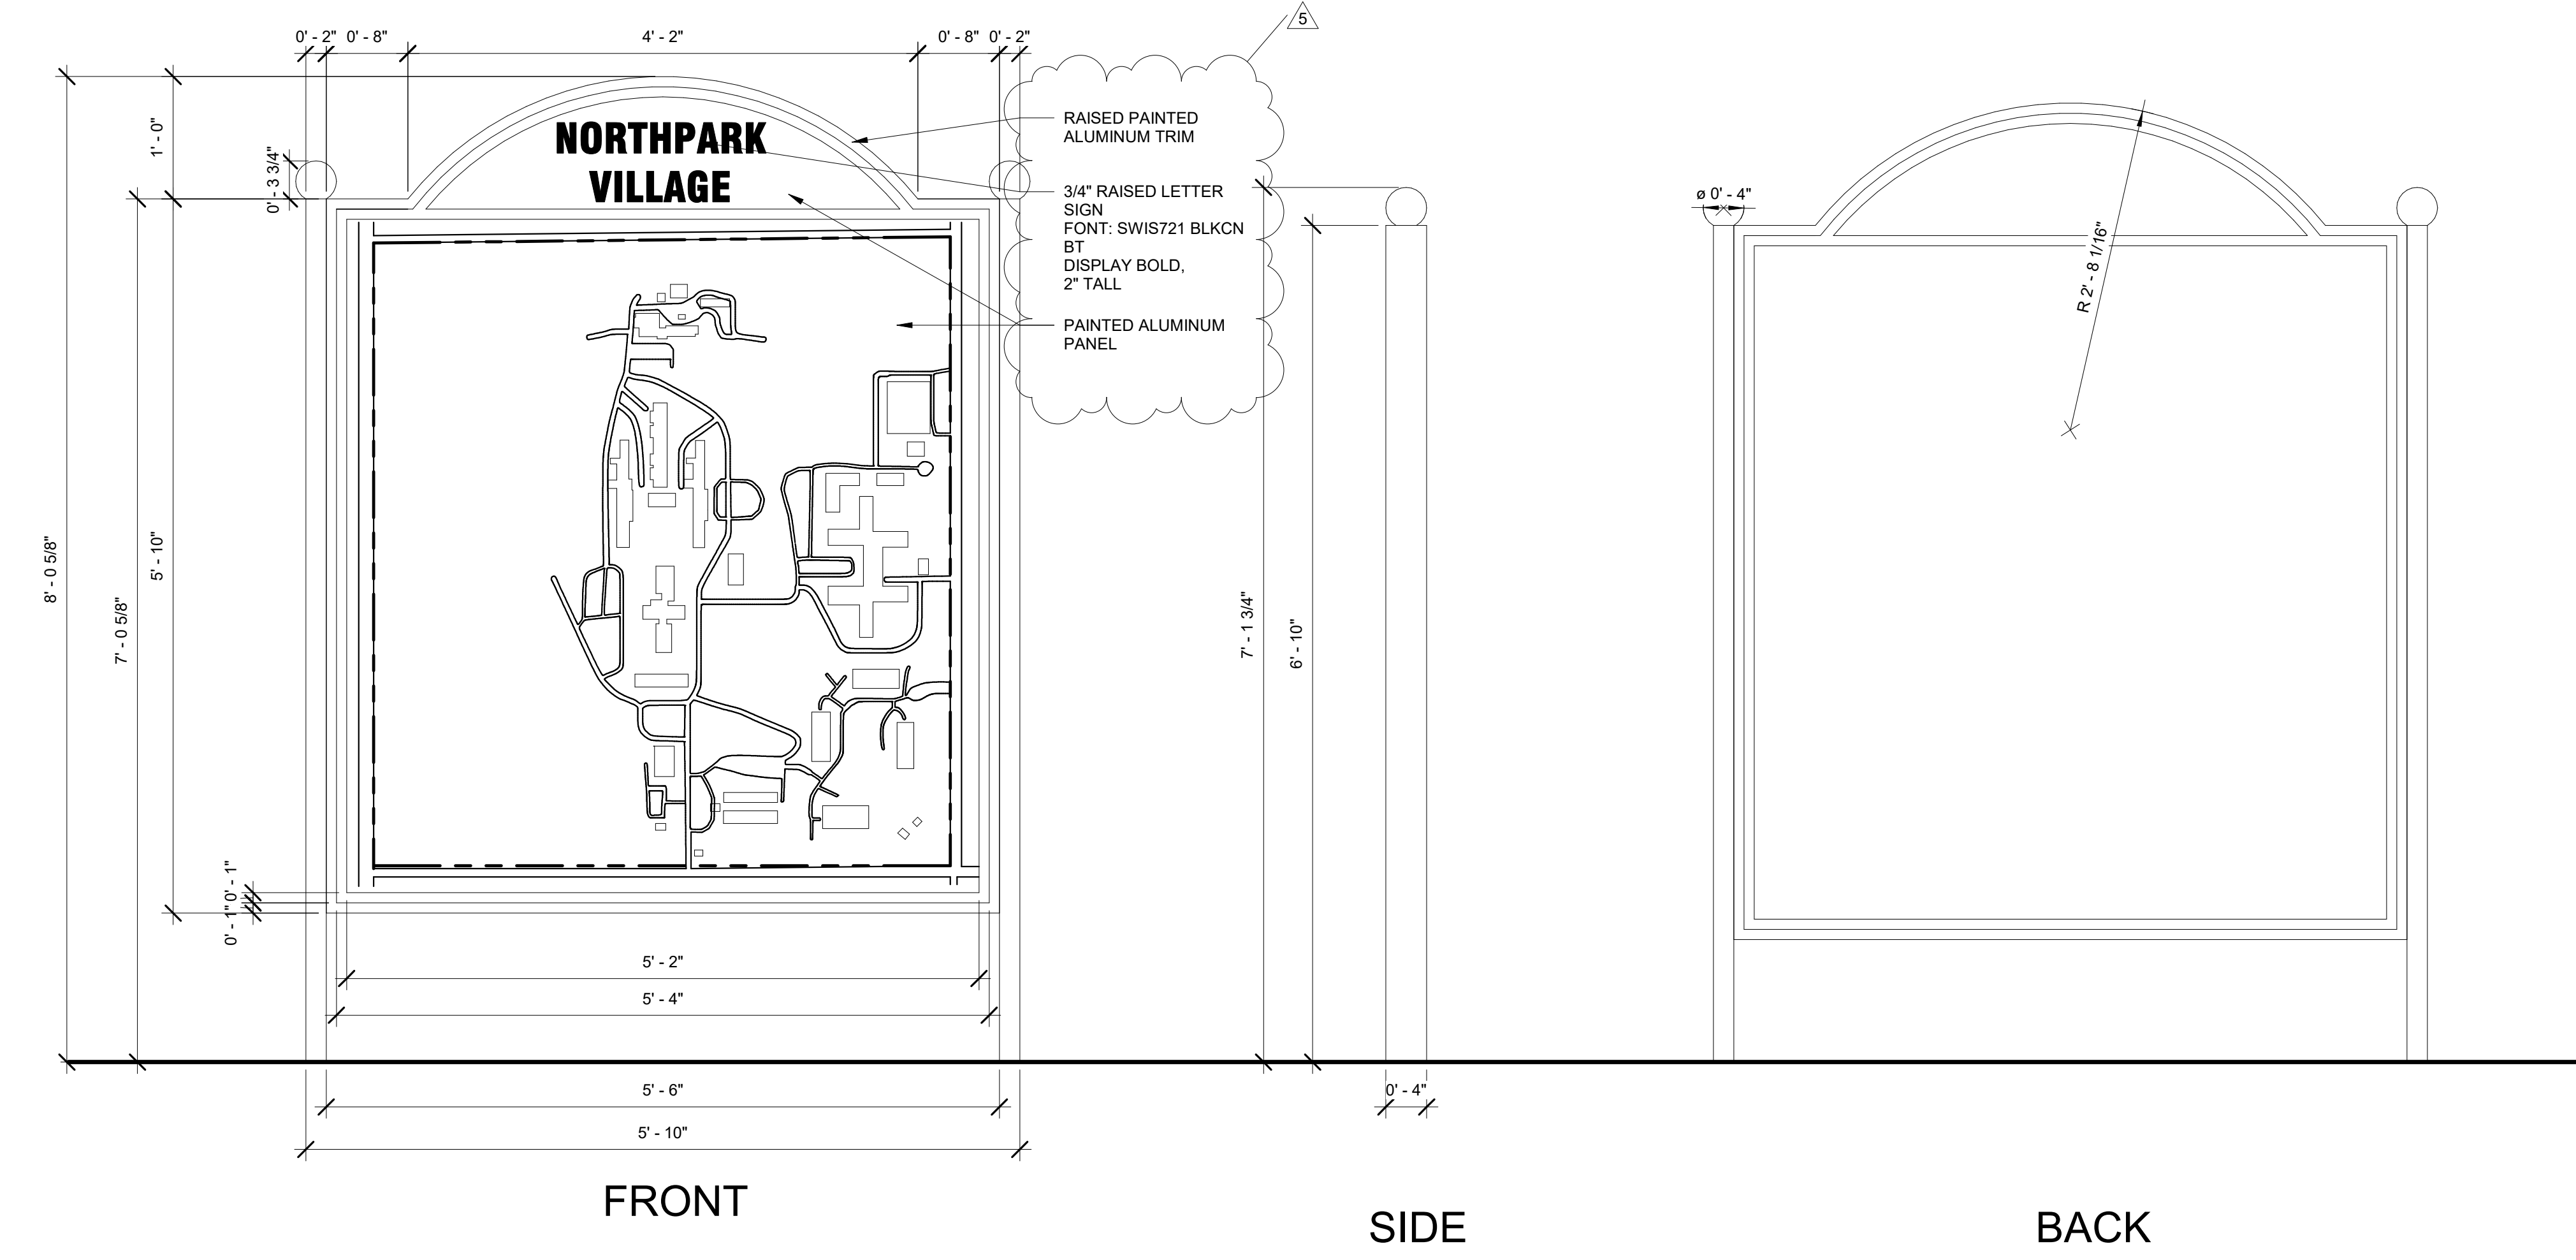 5
0' - 2" 0' - 8" 4' - 2" 0' - 8" 0' - 2"
1' - 0"
0' - 3 3/4"
NORTHPARK
VILLAGE
RAISED PAINTED
ALUMINUM TRIM
3/4" RAISED LETTER
SIGN
FONT: SWIS721 BLKCN
BT
DISPLAY BOLD,
2" TALL
PAINTED ALUMINUM
PANEL
8' - 0 5/8"
7' - 0 5/8"
5' - 10"
0' - 1"
0' - 1"
5' - 2"
5' - 4"
5' - 6"
5' - 10"
FRONT
7' - 1 3/4"
6' - 10"
0' - 4"
SIDE
ø 0' - 4"
R 2' - 8 1/16"
BACK